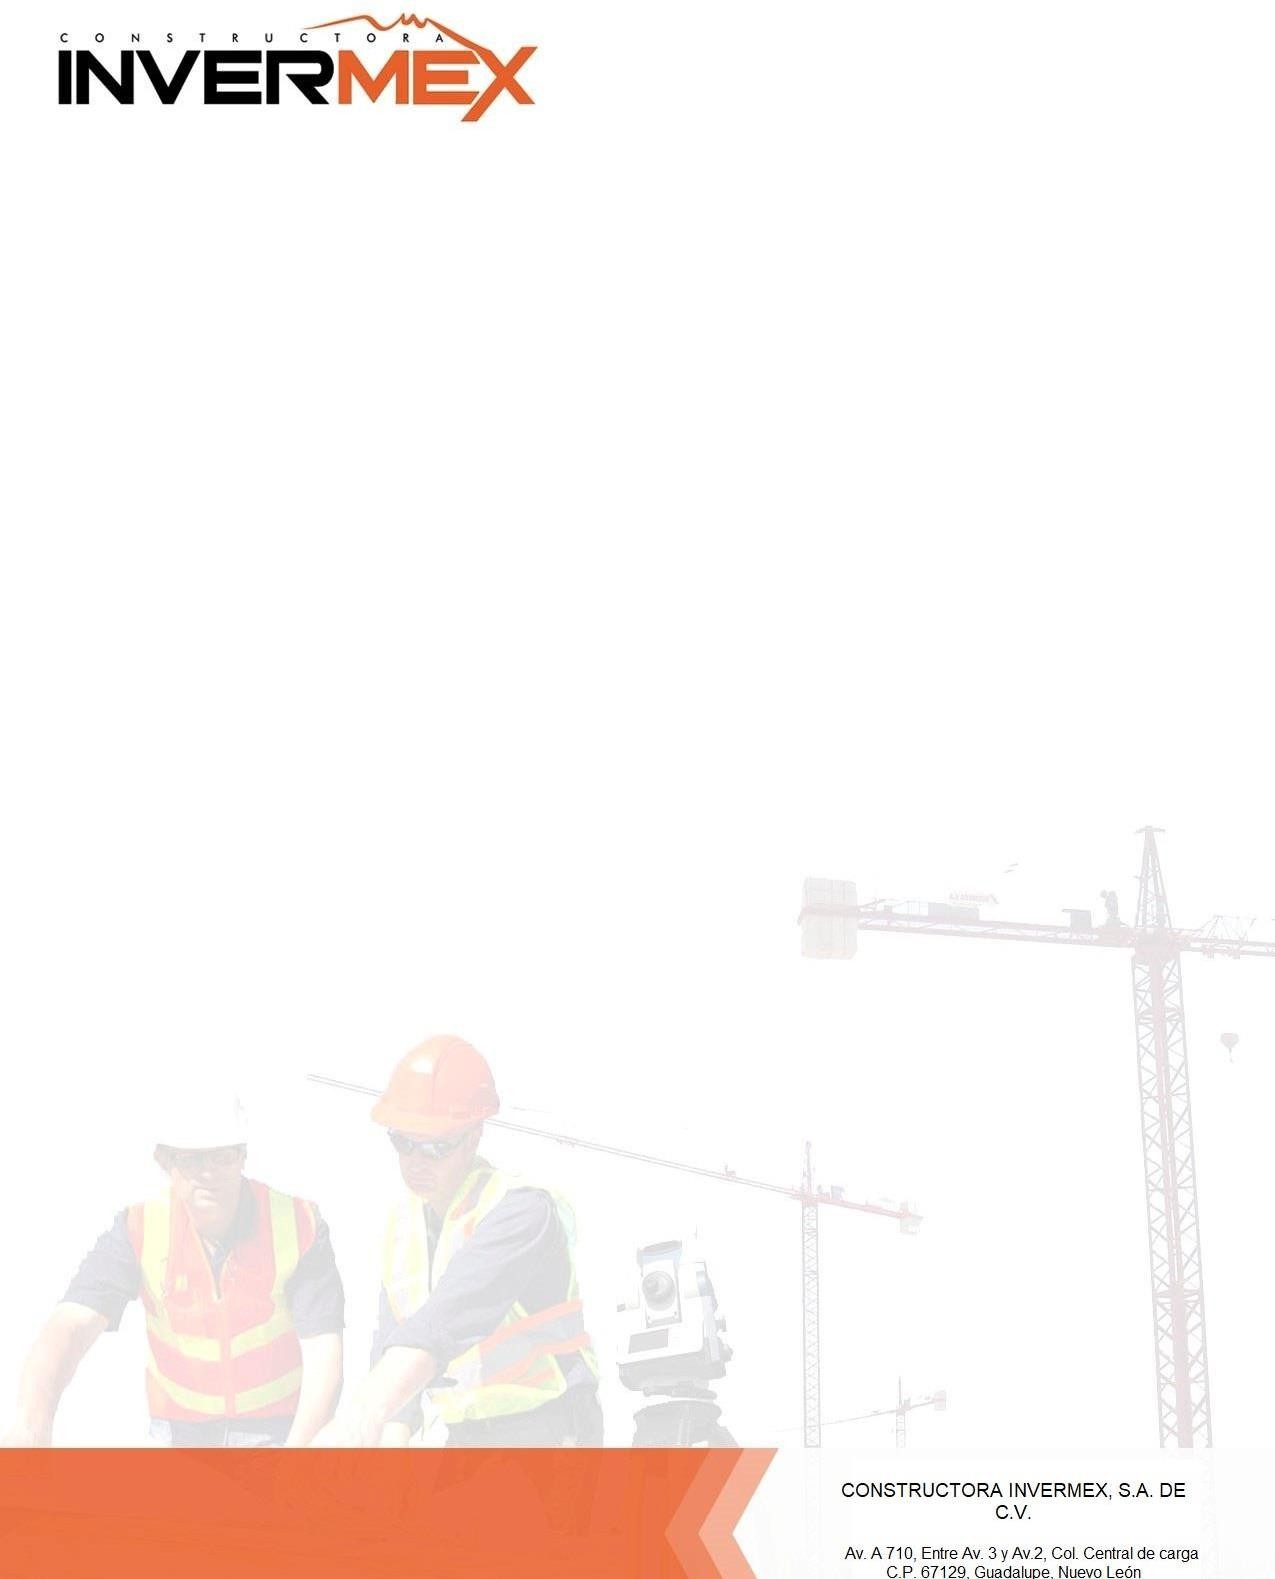 CONSTRUCTORA
INVERMEX
CONSTRUCTORA INVERMEX, S.A. DE
C.V.
Av. A 710, Entre Av. 3 y Av.2, Col. Central de carga
C.P. 67129, Guadalupe, Nuevo León